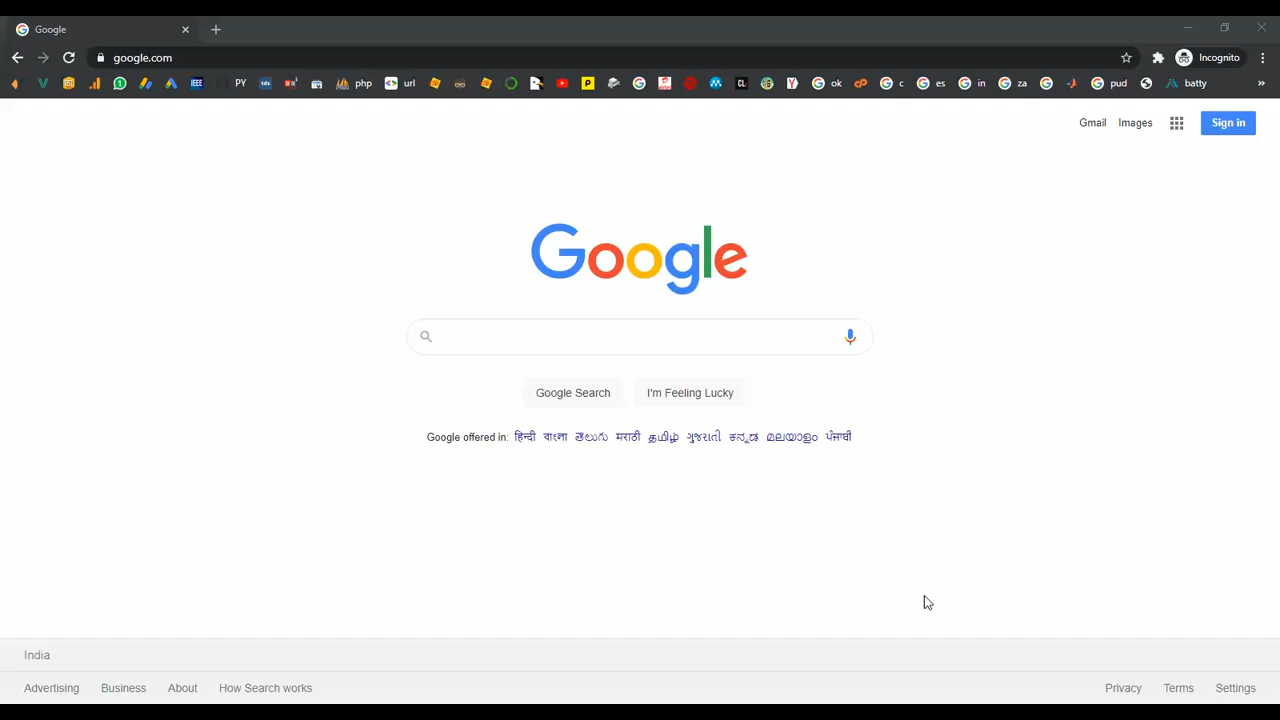 Google
google.com
Incognito
PY
php
url
ok
c
es
in
za
pud
batty
Gmail Images Sign in
Google
Google Search I'm Feeling Lucky
Google offered in: हिन्दी বাংলা తెలుగు मराठी தமிழ் ગુજરાતી ಕನ್ನಡ മലയാളം ਪੰਜਾਬੀ
India
Advertising Business About How Search works Privacy Terms Settings